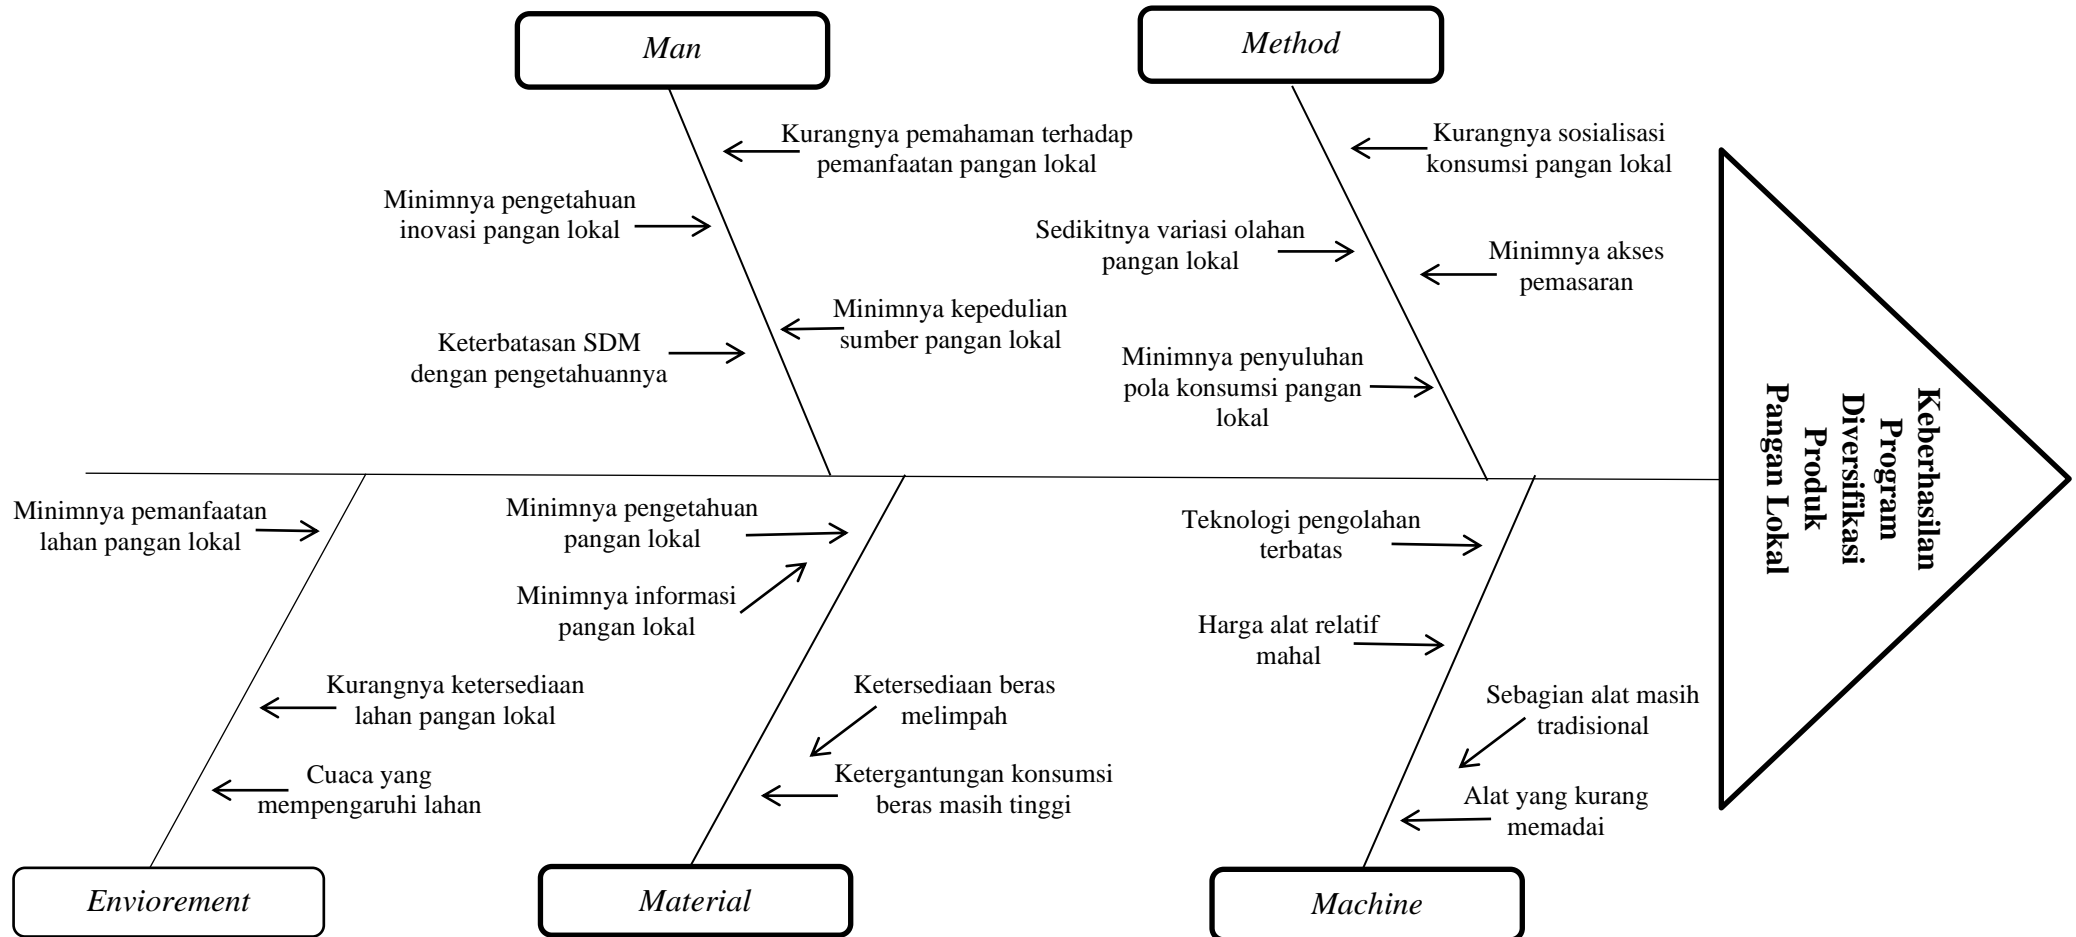 Man
Method
Kurangnya pemahaman terhadap
pemanfaatan pangan lokal
Minimnya pengetahuan
inovasi pangan lokal
Minimnya kepedulian
sumber pangan lokal
Keterbatasan SDM
dengan pengetahuannya
Kurangnya sosialisasi
konsumsi pangan lokal
Sedikitnya variasi olahan
pangan lokal
Minimnya akses
pemasaran
Minimnya penyuluhan
pola konsumsi pangan
lokal
Keberhasilan
Program
Diversifikasi
Produk
Pangan Lokal
Minimnya pemanfaatan
lahan pangan lokal
Kurangnya ketersediaan
lahan pangan lokal
Cuaca yang
mempengaruhi lahan
Minimnya pengetahuan
pangan lokal
Minimnya informasi
pangan lokal
Ketersediaan beras
melimpah
Ketergantungan konsumsi
beras masih tinggi
Teknologi pengolahan
terbatas
Harga alat relatif
mahal
Sebagian alat masih
tradisional
Alat yang kurang
memadai
Enviorement
Material
Machine